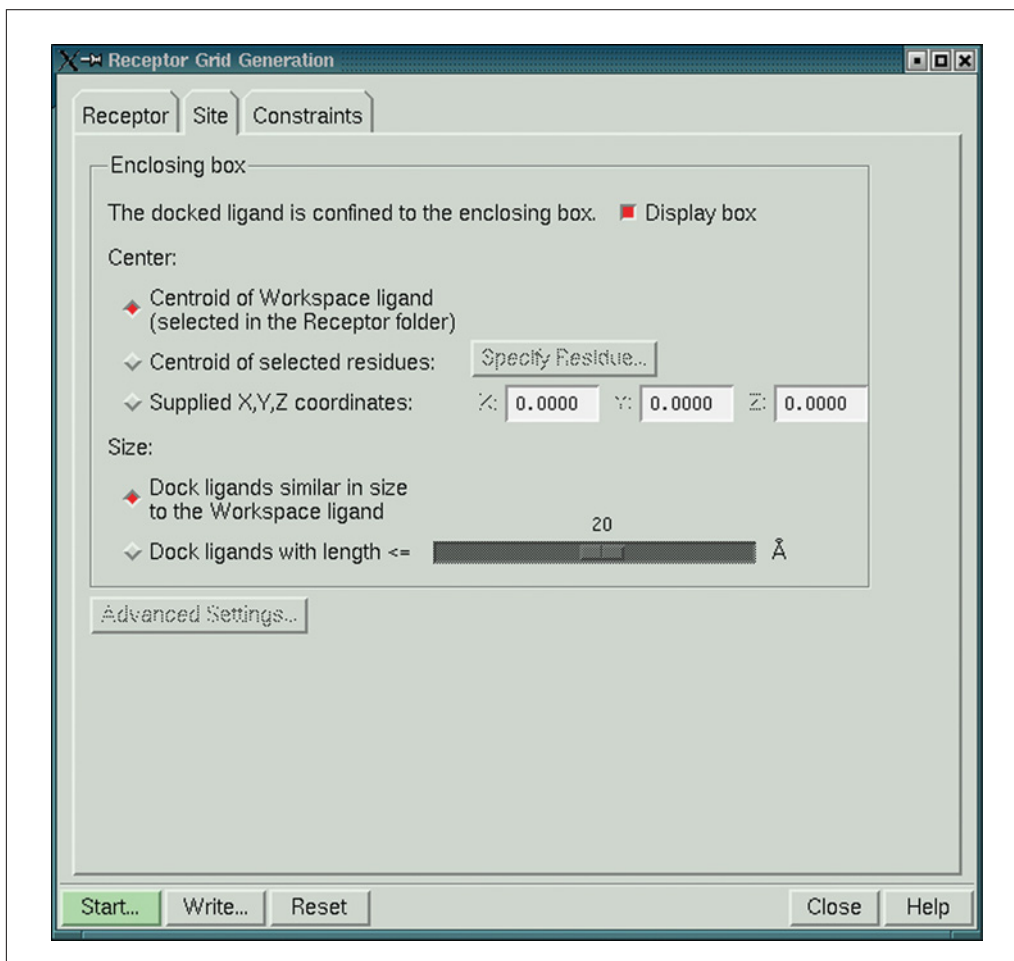 Receptor Grid Generation
Receptor Site Constraints
Enclosing box
The docked ligand is confined to the enclosing box. Display box
Center:
Centroid of Workspace ligand
(selected in the Receptor folder)
Centroid of selected residues: Specify Residue...
Supplied X,Y,Z coordinates: X: 0.0000 Y: 0.0000 Z: 0.0000
Size:
Dock ligands similar in size
to the Workspace ligand
20
Dock ligands with length <= Å
Advanced Settings...
Start... Write... Reset Close Help